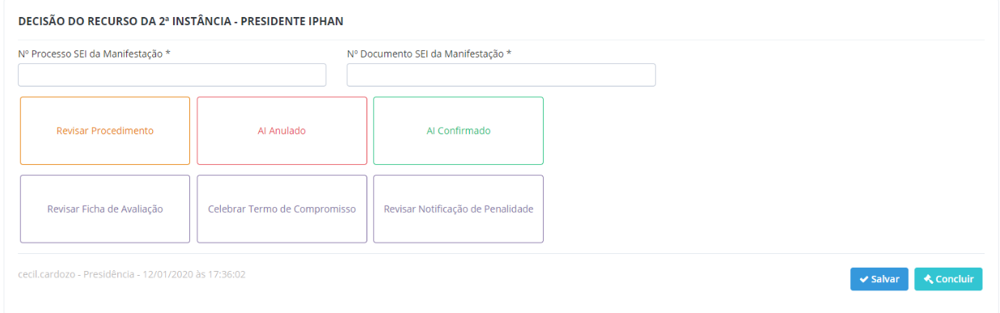 DECISÃO DO RECURSO DA 2ª INSTÂNCIA - PRESIDENTE IPHAN
Nº Processo SEI da Manifestação * Nº Documento SEI da Manifestação *
Revisar Procedimento AI Anulado AI Confirmado
Revisar Ficha de Avaliação Celebrar Termo de Compromisso Revisar Notificação de Penalidade
cecil.cardozo - Presidência - 12/01/2020 às 17:36:02 Salvar Concluir